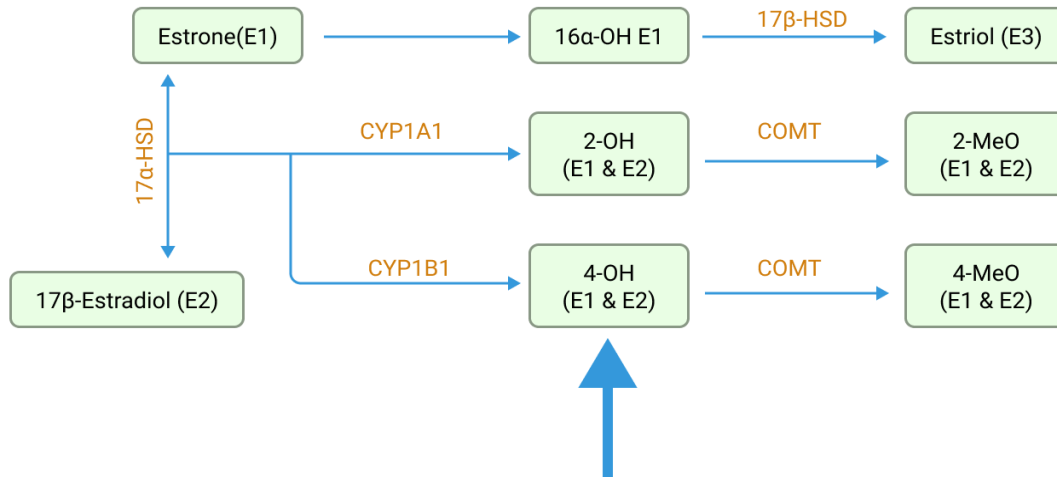 Estrone(E1)
16α-OH E1
17β-HSD
Estriol (E3)
17α-HSD
CYP1A1
2-OH
(E1 & E2)
COMT
2-MeO
(E1 & E2)
17β-Estradiol (E2)
CYP1B1
4-OH
(E1 & E2)
COMT
4-MeO
(E1 & E2)